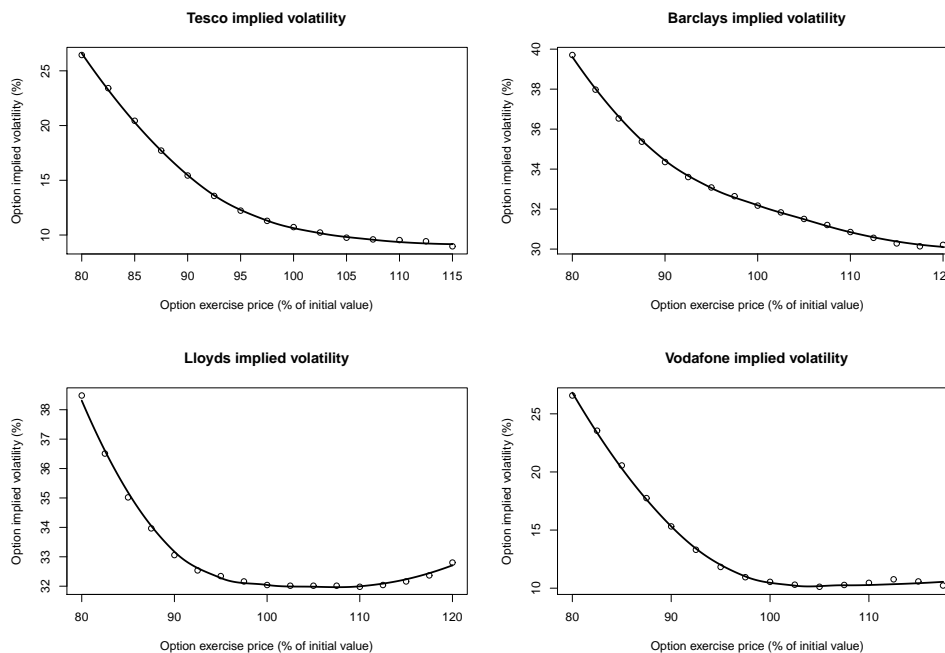 Tesco implied volatility
Option implied volatility (%)
25
20
15
10
80 85 90 95 100 105 110 115
Option exercise price (% of initial value)
Barclays implied volatility
Option implied volatility (%)
40
38
36
34
32
30
80 90 100 110 120
Option exercise price (% of initial value)
Lloyds implied volatility
Option implied volatility (%)
38
37
36
35
34
33
32
80 90 100 110 120
Option exercise price (% of initial value)
Vodafone implied volatility
Option implied volatility (%)
25
20
15
10
80 90 100 110
Option exercise price (% of initial value)